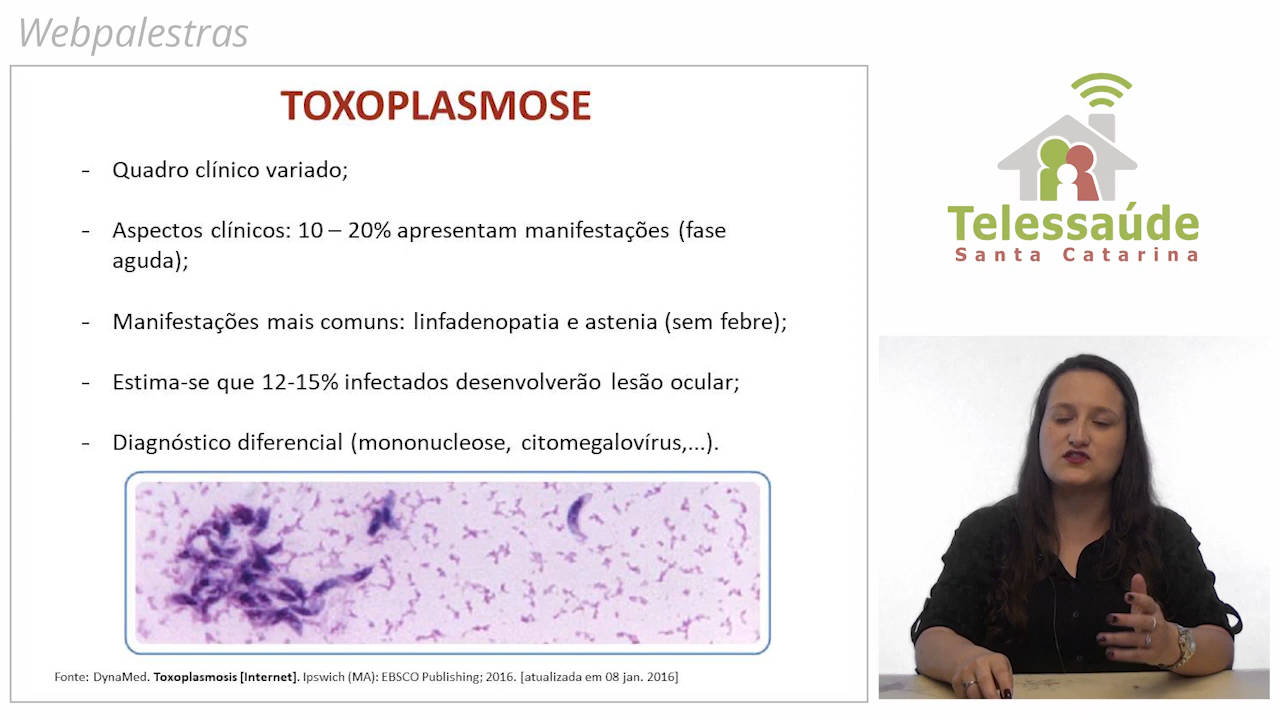 Webpalestras
TOXOPLASMOSE
- Quadro clínico variado;
- Aspectos clínicos: 10 – 20% apresentam manifestações (fase
aguda);
- Manifestações mais comuns: linfadenopatia e astenia (sem febre);
- Estima-se que 12-15% infectados desenvolverão lesão ocular;
- Diagnóstico diferencial (mononucleose, citomegalovírus,...).
Fonte: DynaMed. Toxoplasmosis [Internet]. Ipswich (MA): EBSCO Publishing; 2016. [atualizada em 08 jan. 2016]
Telessaúde
Santa Catarina